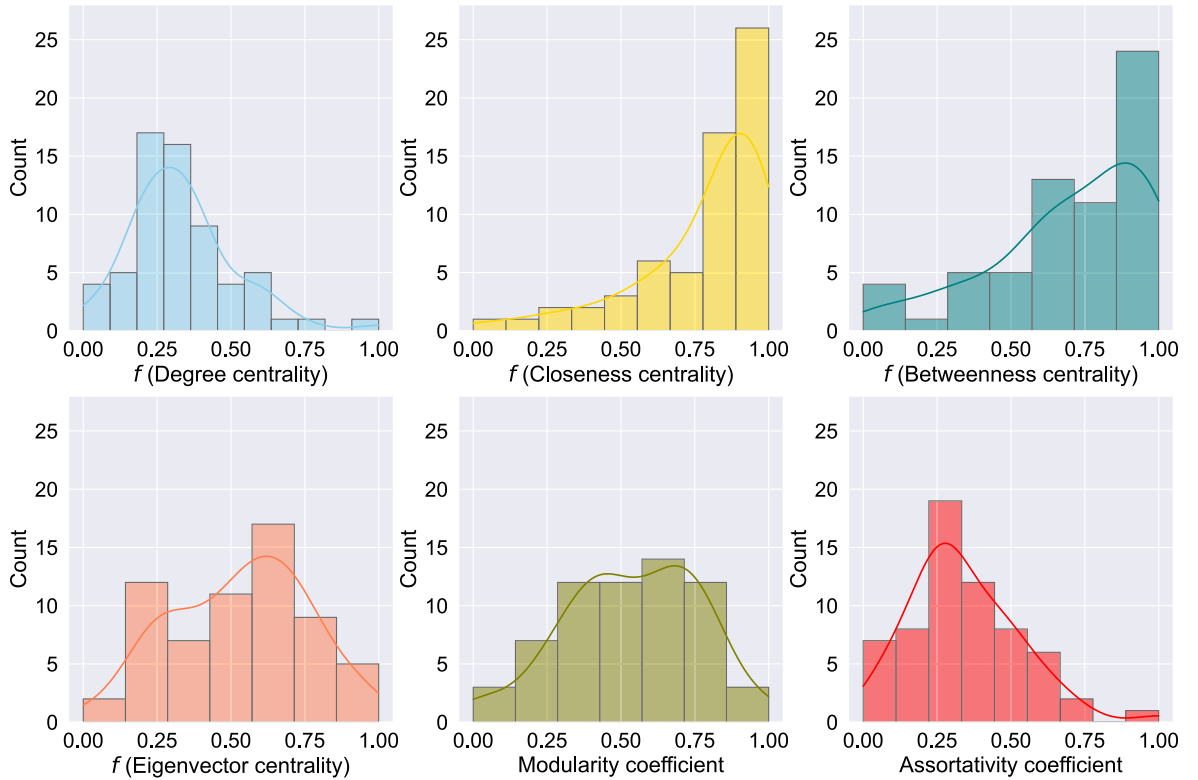 25
20
15
10
5
0
Count
0.00 0.25 0.50 0.75 1.00
f (Degree centrality)
25
20
15
10
5
0
Count
0.00 0.25 0.50 0.75 1.00
f (Closeness centrality)
25
20
15
10
5
0
Count
0.00 0.25 0.50 0.75 1.00
f (Betweenness centrality)
25
20
15
10
5
0
Count
0.00 0.25 0.50 0.75 1.00
f (Eigenvector centrality)
25
20
15
10
5
0
Count
0.00 0.25 0.50 0.75 1.00
Modularity coefficient
25
20
15
10
5
0
Count
0.00 0.25 0.50 0.75 1.00
Assortativity coefficient